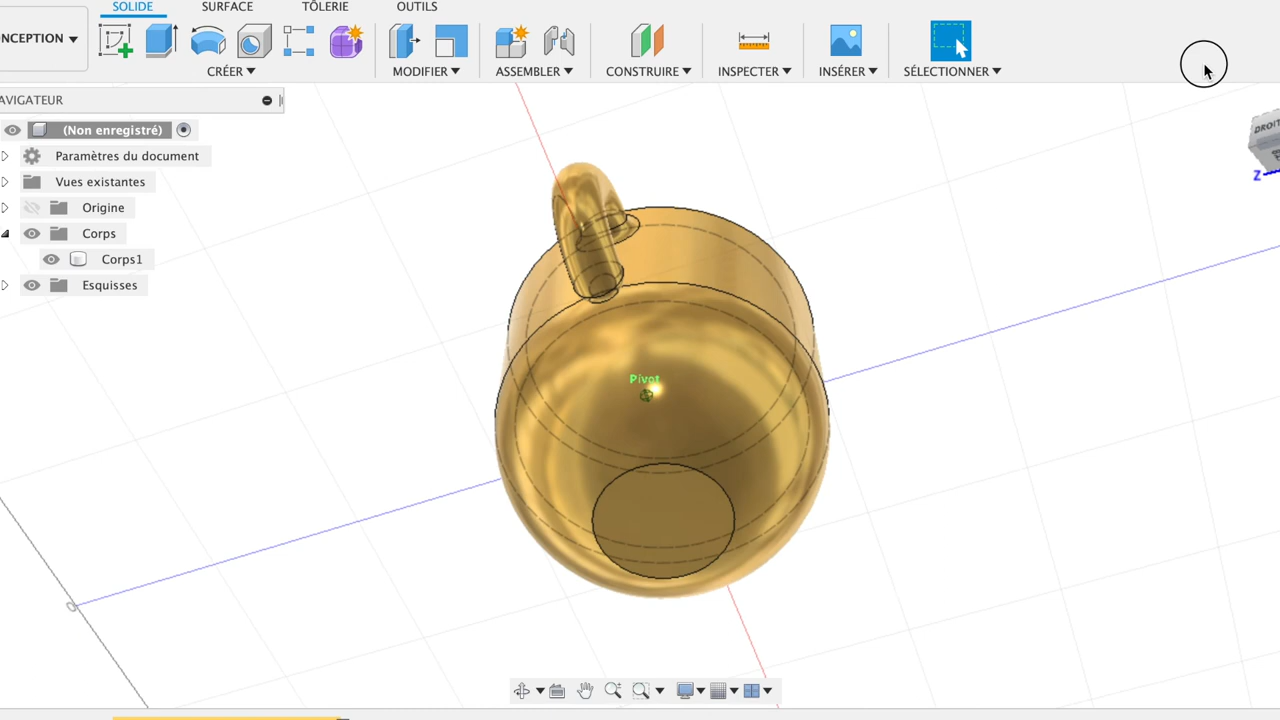 SOLIDE SURFACE TÔLERIE OUTILS
NCEPTION
CRÉER MODIFIER ASSEMBLER CONSTRUIRE INSPECTER INSÉRER SÉLECTIONNER
AVIGATEUR
(Non enregistré)
Paramètres du document
Vues existantes
Origine
Corps
Corps1
Esquisses
Pivot
DROIT
Z